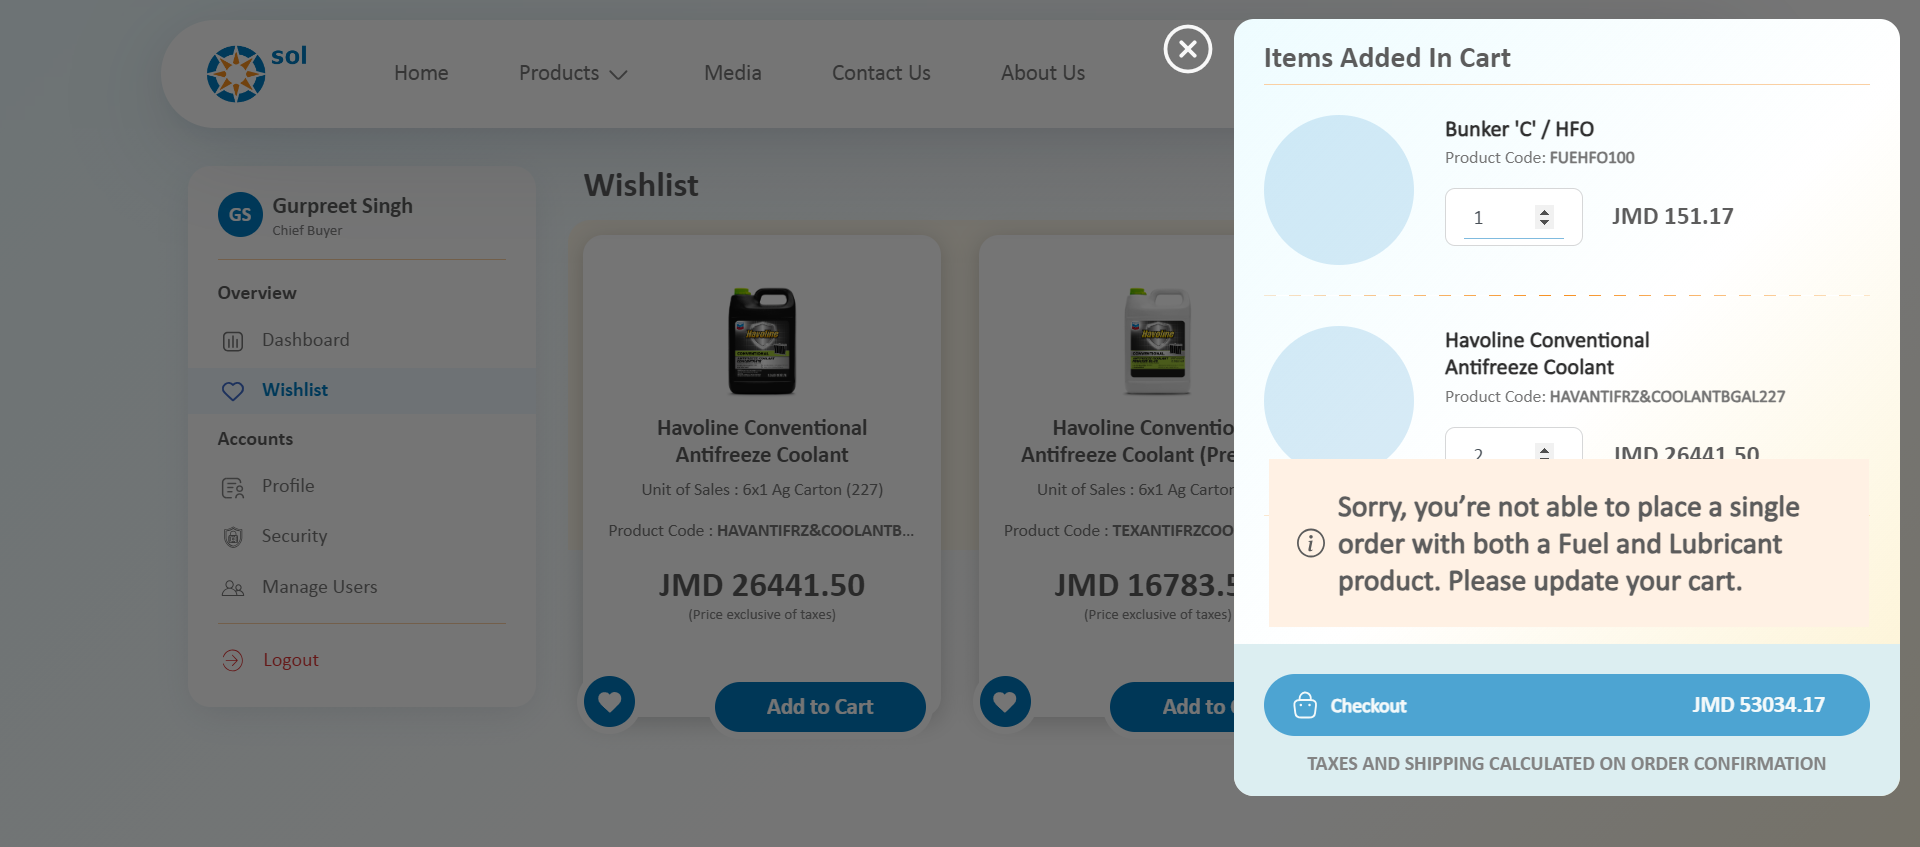 sol
Home
Products
Media
Contact Us
About Us
GS
Gurpreet Singh
Chief Buyer
Overview
Dashboard
Wishlist
Accounts
Profile
Security
Manage Users
Logout
Wishlist
Havoline
CONVENTIONAL
Havoline Conventional
Antifreeze Coolant
Unit of Sales : 6x1 Ag Carton (227)
Product Code : HAVANTIFRZ&COOLANTB...
JMD 26441.50
(Price exclusive of taxes)
Add to Cart
Havoline
CONVENTIONAL
Havoline Conventio
Antifreeze Coolant (Pre
Unit of Sales : 6x1 Ag Carton
Product Code : TEXANTIFRZCOO
JMD 16783.5
(Price exclusive of taxes)
Add to
Items Added In Cart
Bunker 'C' / HFO
Product Code: FUEHFO100
1
JMD 151.17
Havoline Conventional
Antifreeze Coolant
Product Code: HAVANTIFRZ&COOLANTBGAL227
2
JMD 26441.50
Sorry, you’re not able to place a single
order with both a Fuel and Lubricant
product. Please update your cart.
Checkout
JMD 53034.17
TAXES AND SHIPPING CALCULATED ON ORDER CONFIRMATION